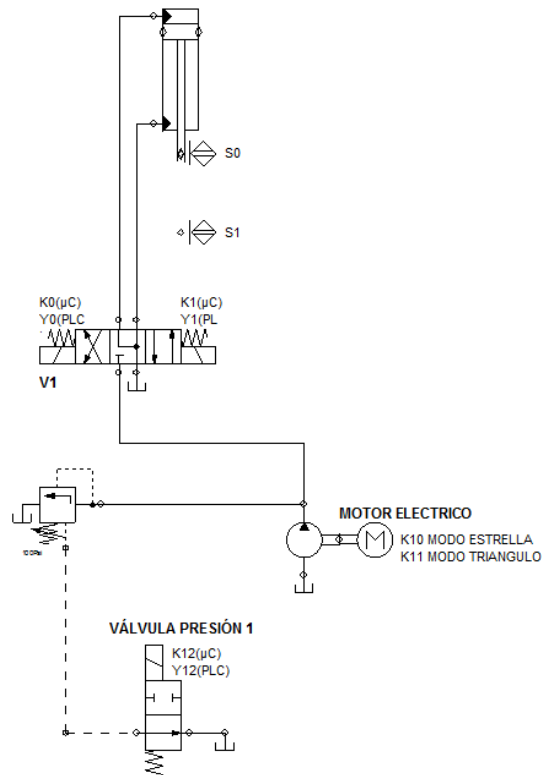 S0
S1
K0(µC)
Y0(PLC
K1(µC)
Y1(PL
V1
MOTOR ELECTRICO
M
K10 MODO ESTRELLA
K11 MODO TRIANGULO
VÁLVULA PRESIÓN 1
K12(µC)
Y12(PLC)